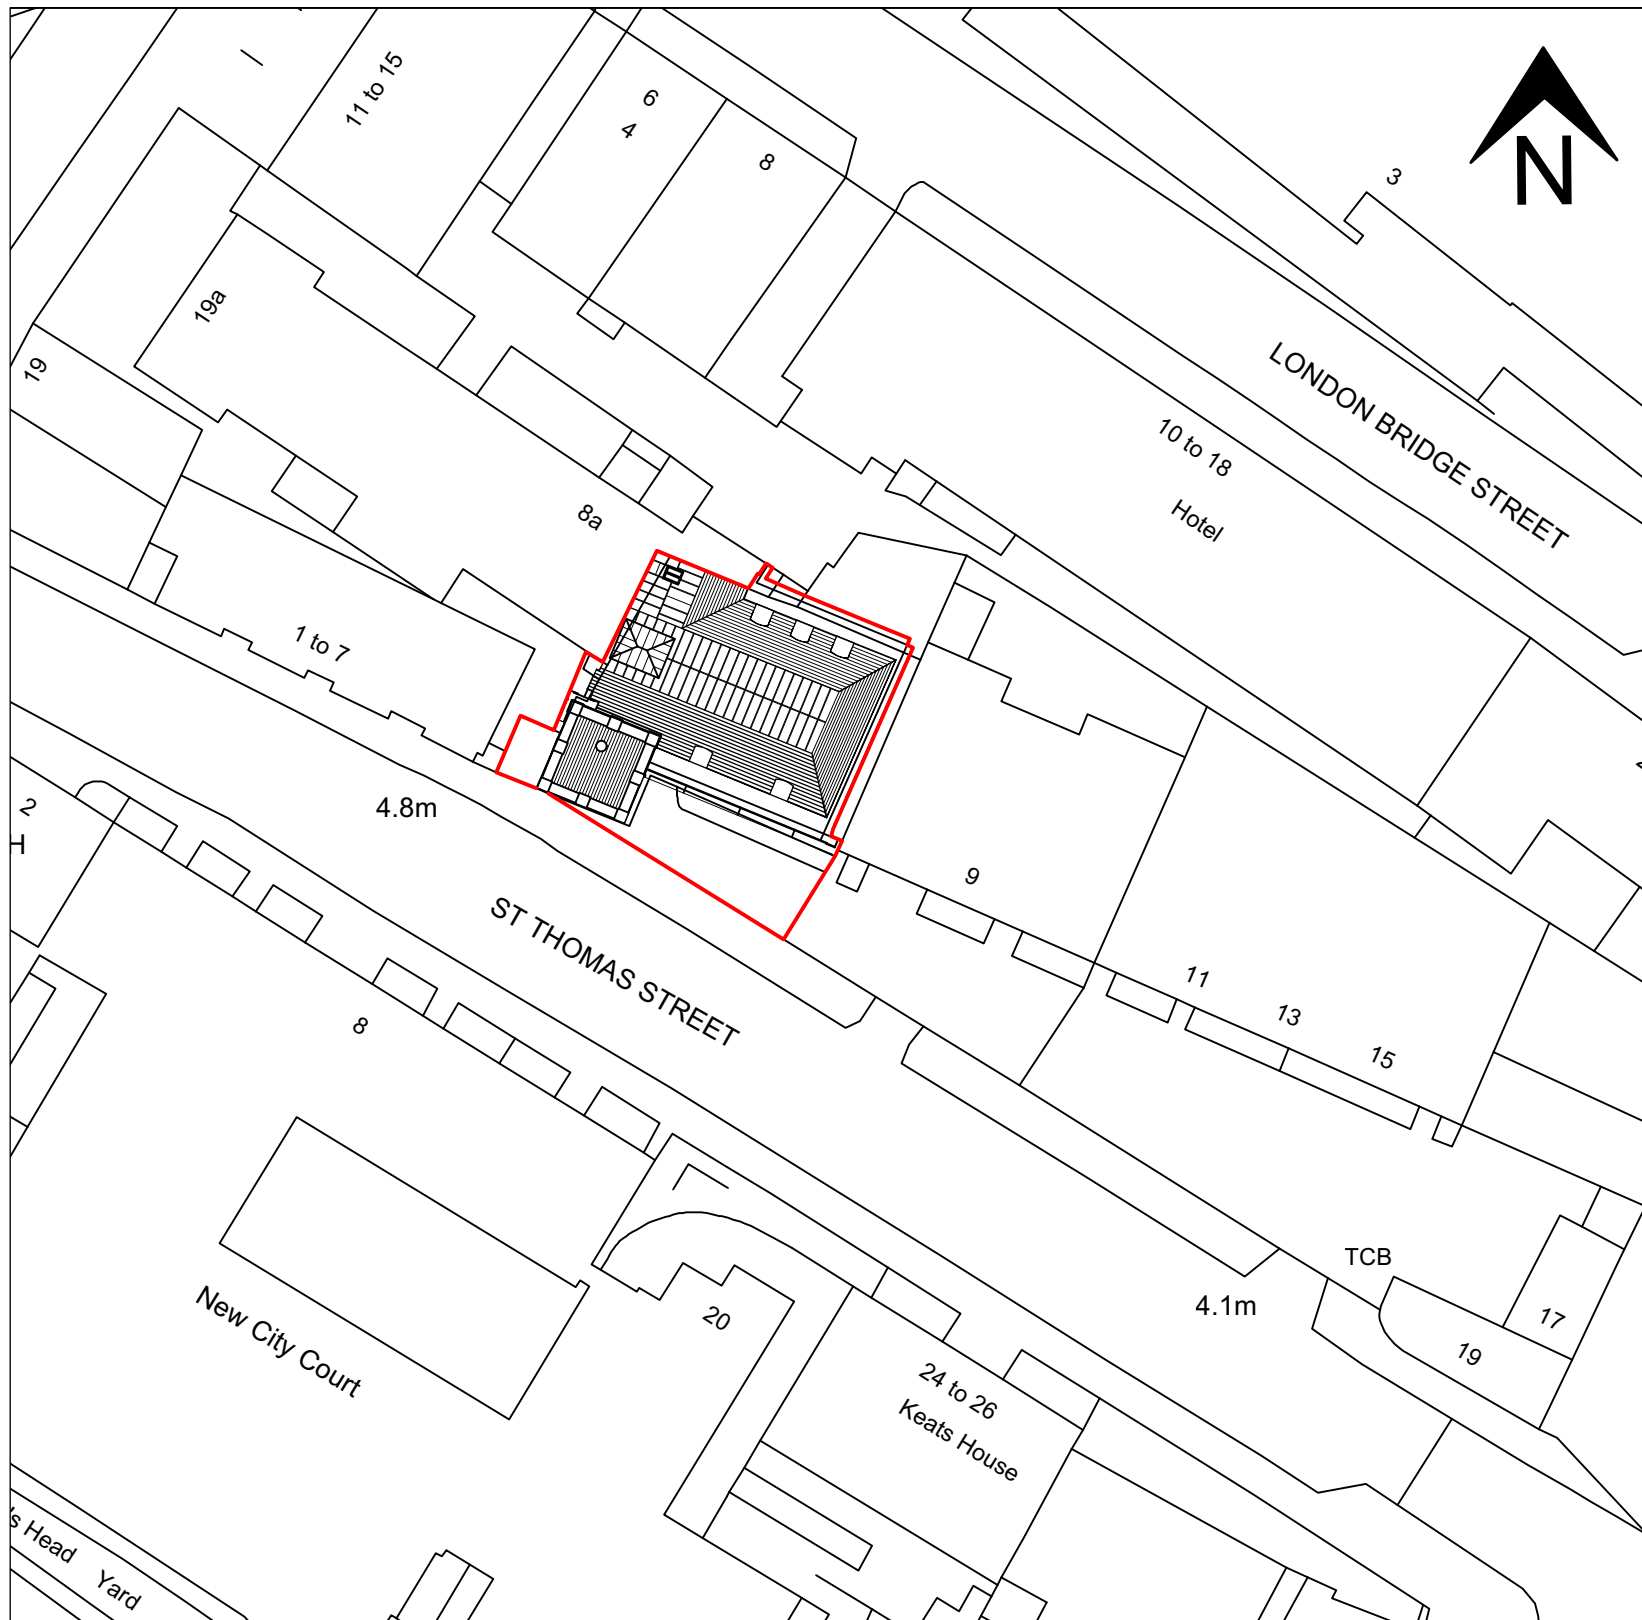 11 to 15
6
4
8
N
3
19a
19
LONDON BRIDGE STREET
10 to 18
Hotel
8a
1 to 7
4.8m
2
H
9
ST THOMAS STREET
8
11
13
15
TCB
4.1m
17
19
New City Court
20
24 to 26
Keats House
's Head
Yard